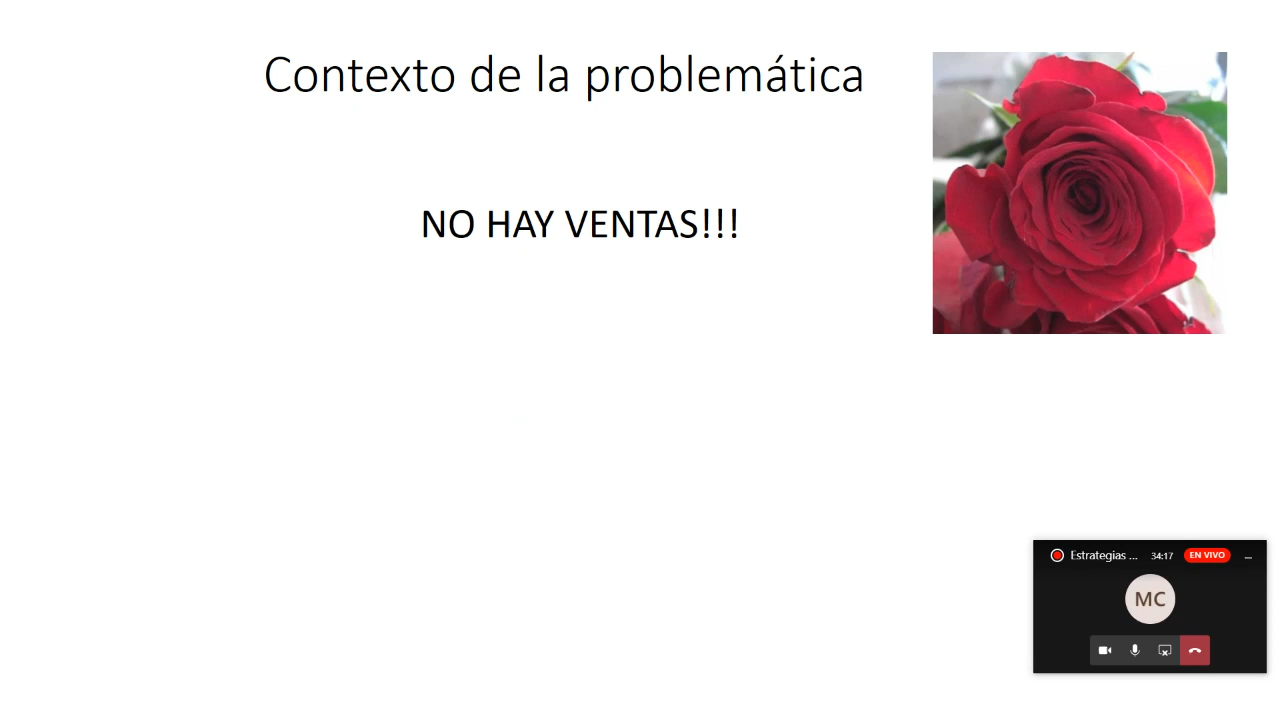 Contexto de la problemática
NO HAY VENTAS!!!
Estrategias ...
34:17
EN VIVO
MC